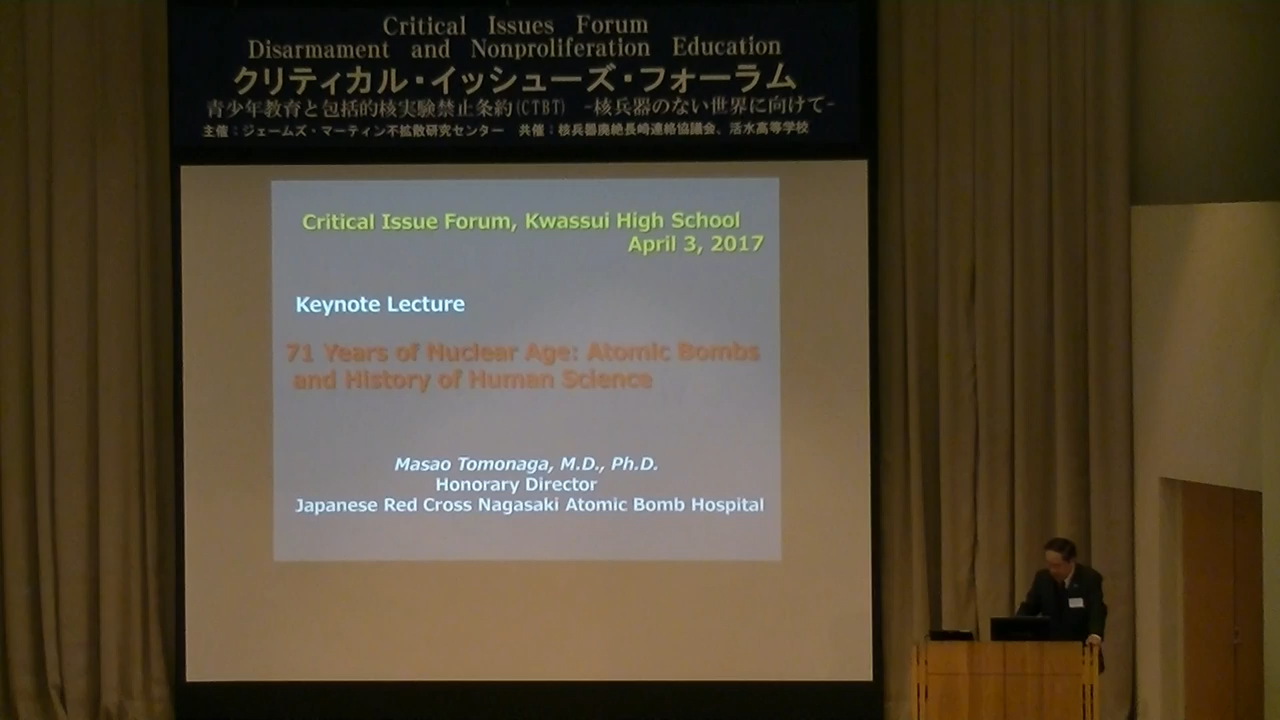 Critical Issues Forum
Disarmament and Nonproliferation Education
クリティカル・イッシューズ・フォーラム
青少年教育と包括的核実験禁止条約(CTBT) -核兵器のない世界に向けて-
主催：ジェームズ・マーティン不拡散研究センター 共催：核兵器廃絶長崎連絡協議会、活水高等学校
Critical Issue Forum, Kwassui High School
April 3, 2017
Keynote Lecture
71 Years of Nuclear Age: Atomic Bombs
and History of Human Science
Masao Tomonaga, M.D., Ph.D.
Honorary Director
Japanese Red Cross Nagasaki Atomic Bomb Hospital